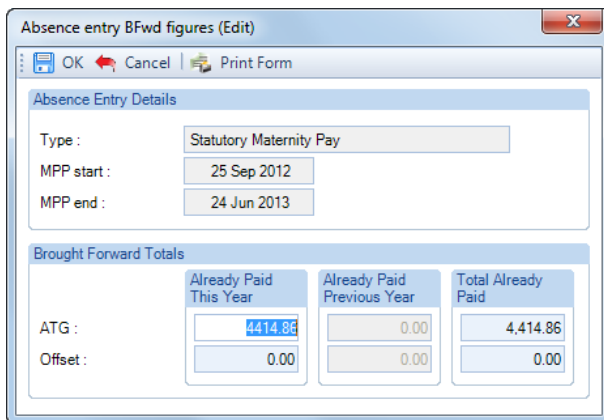 Absence entry BFwd figures (Edit)
OK Cancel Print Form
Absence Entry Details
Type : Statutory Maternity Pay
MPP start : 25 Sep 2012
MPP end : 24 Jun 2013
Brought Forward Totals
Already Paid This Year
Already Paid Previous Year
Total Already Paid
ATG : 4414.86 0.00 4,414.86
Offset : 0.00 0.00 0.00